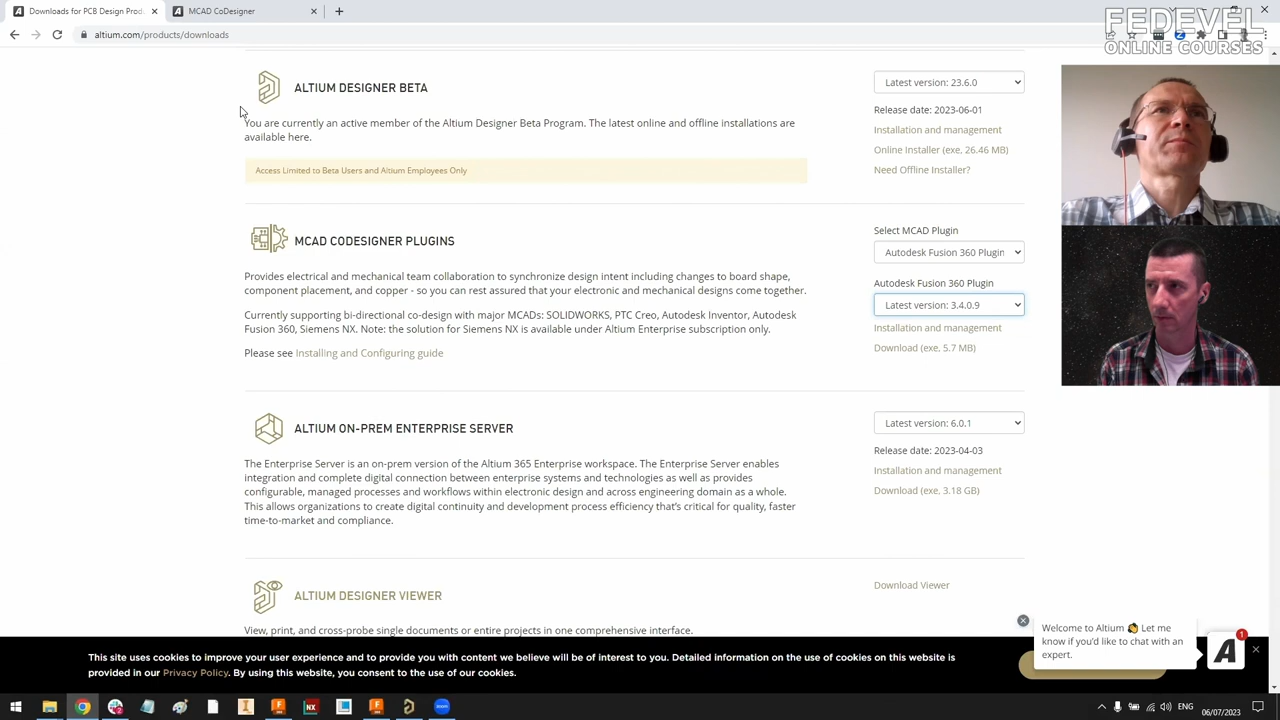 Downloads for PCB Design Produ
MCAD CoDesigner
altium.com/products/downloads
FEDEVEL
ONLINE COURSES
ALTIUM DESIGNER BETA
You are currently an active member of the Altium Designer Beta Program. The latest online and offline installations are
available here.
Access Limited to Beta Users and Altium Employees Only
Latest version: 23.6.0
Release date: 2023-06-01
Installation and management
Online Installer (exe, 26.46 MB)
Need Offline Installer?
MCAD CODESIGNER PLUGINS
Provides electrical and mechanical team collaboration to synchronize design intent including changes to board shape,
component placement, and copper - so you can rest assured that your electronic and mechanical designs come together.
Currently supporting bi-directional co-design with major MCADs: SOLIDWORKS, PTC Creo, Autodesk Inventor, Autodesk
Fusion 360, Siemens NX. Note: the solution for Siemens NX is available under Altium Enterprise subscription only.
Please see Installing and Configuring guide
Select MCAD Plugin
Autodesk Fusion 360 Plugin
Autodesk Fusion 360 Plugin
Latest version: 3.4.0.9
Installation and management
Download (exe, 5.7 MB)
ALTIUM ON-PREM ENTERPRISE SERVER
The Enterprise Server is an on-prem version of the Altium 365 Enterprise workspace. The Enterprise Server enables
integration and complete digital connection between enterprise systems and technologies as well as provides
configurable, managed processes and workflows within electronic design and across engineering domain as a whole.
This allows organizations to create digital continuity and development process efficiency that's critical for quality, faster
time-to-market and compliance.
Latest version: 6.0.1
Release date: 2023-04-03
Installation and management
Download (exe, 3.18 GB)
ALTIUM DESIGNER VIEWER
View, print, and cross-probe single documents or entire projects in one comprehensive interface.
Download Viewer
Welcome to Altium 👋 Let me
know if you'd like to chat with an
expert.
1
This site uses cookies to improve your user experience and to provide you with content we believe will be of interest to you. Detailed information on the use of cookies on this website is
provided in our Privacy Policy. By using this website, you consent to the use of our cookies.
ENG
06/07/2023